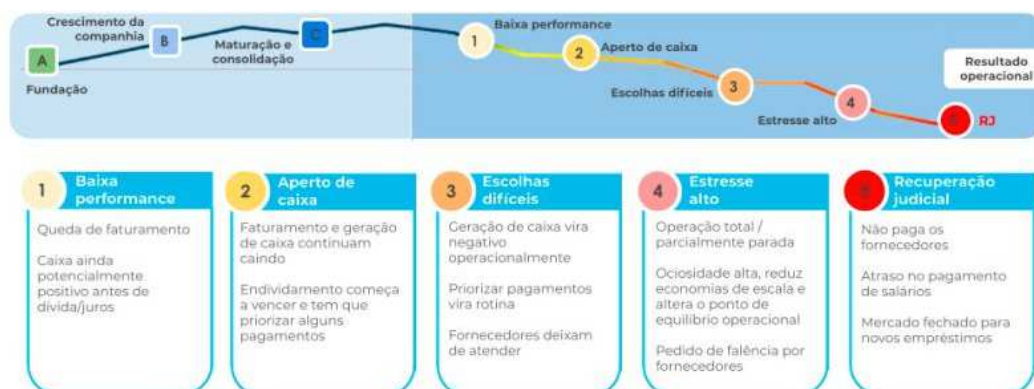 Crescimento da
companhia
Baixa performance
A
B
C
1
2
Aperto de caixa
Maturação e
consolidação
Resultado
operacional
Fundação
Escolhas difíceis
3
4
Estresse alto
5
RJ
1
Baixa
performance
Queda de faturamento
Caixa ainda
potencialmente
positivo antes de
dívida/juros
2
Aperto de
caixa
Faturamento e geração
de caixa continuam
caindo
Endividamento começa
a vencer e tem que
priorizar alguns
pagamentos
3
Escolhas
difíceis
Geração de caixa vira
negativo
operacionalmente
Priorizar pagamentos
vira rotina
Fornecedores deixam
de atender
4
Estresse
alto
Operação total /
parcialmente parada
Ociosidade alta, reduz
economias de escala e
altera o ponto de
equilíbrio operacional
Pedido de falência por
fornecedores
5
Recuperação
judicial
Não paga os
fornecedores
Atraso no pagamento
de salários
Mercado fechado para
novos empréstimos